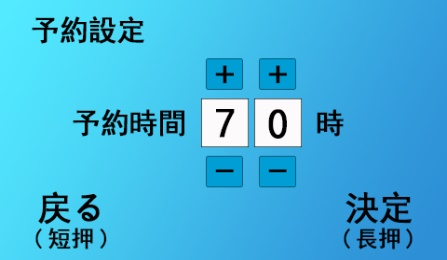 予約設定
+ +
予約時間 7 0 時
− −
戻る 決定
(短押) (長押)